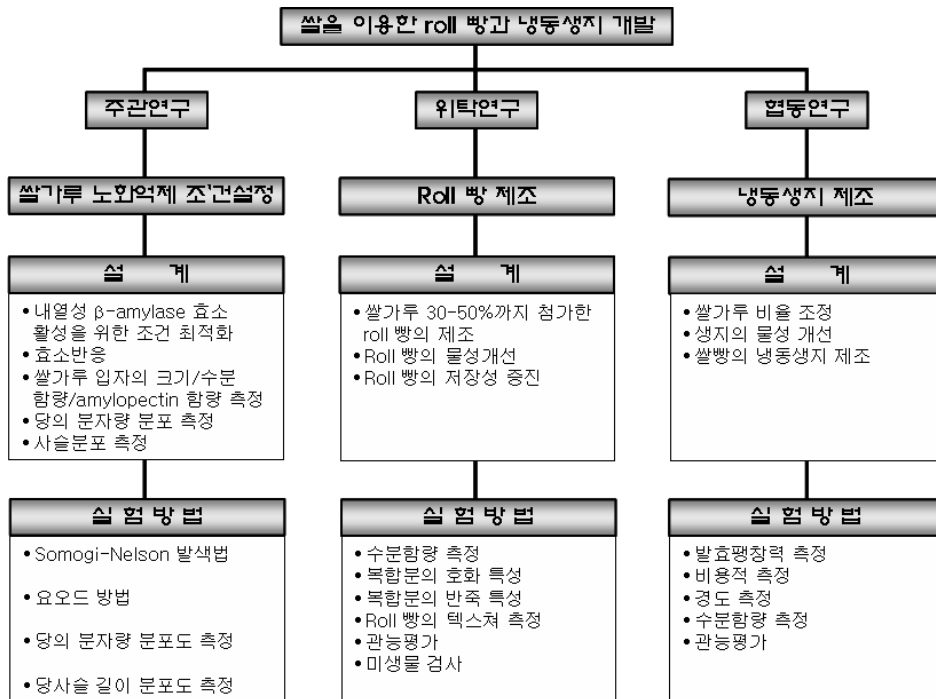 쌀을 이용한 roll 빵과 냉동생지 개발
주관연구
위탁연구
협동연구
쌀가루 노화억제 조건설정
Roll 빵 제조
냉동생지 제조
설 계
• 내열성 β-amylase 효소
활성을 위한 조건 최적화
• 효소반응
• 쌀가루 입자의 크기/수분
함량/amylopectin 함량 측정
• 당의 분자량 분포 측정
• 사슬분포 측정
설 계
• 쌀가루 30-50%까지 첨가한
roll 빵의 제조
• Roll 빵의 물성개선
• Roll 빵의 저장성 증진
설 계
• 쌀가루 비율 조정
• 생지의 물성 개선
• 쌀빵의 냉동생지 제조
실 험 방 법
• Somogi-Nelson 발색법
• 요오드 방법
• 당의 분자량 분포도 측정
• 당사슬 길이 분포도 측정
실 험 방 법
• 수분함량 측정
• 복합분의 호화 특성
• 복합분의 반죽 특성
• Roll 빵의 텍스쳐 측정
• 관능평가
• 미생물 검사
실 험 방 법
• 발효팽창력 측정
• 비용적 측정
• 경도 측정
• 수분함량 측정
• 관능평가